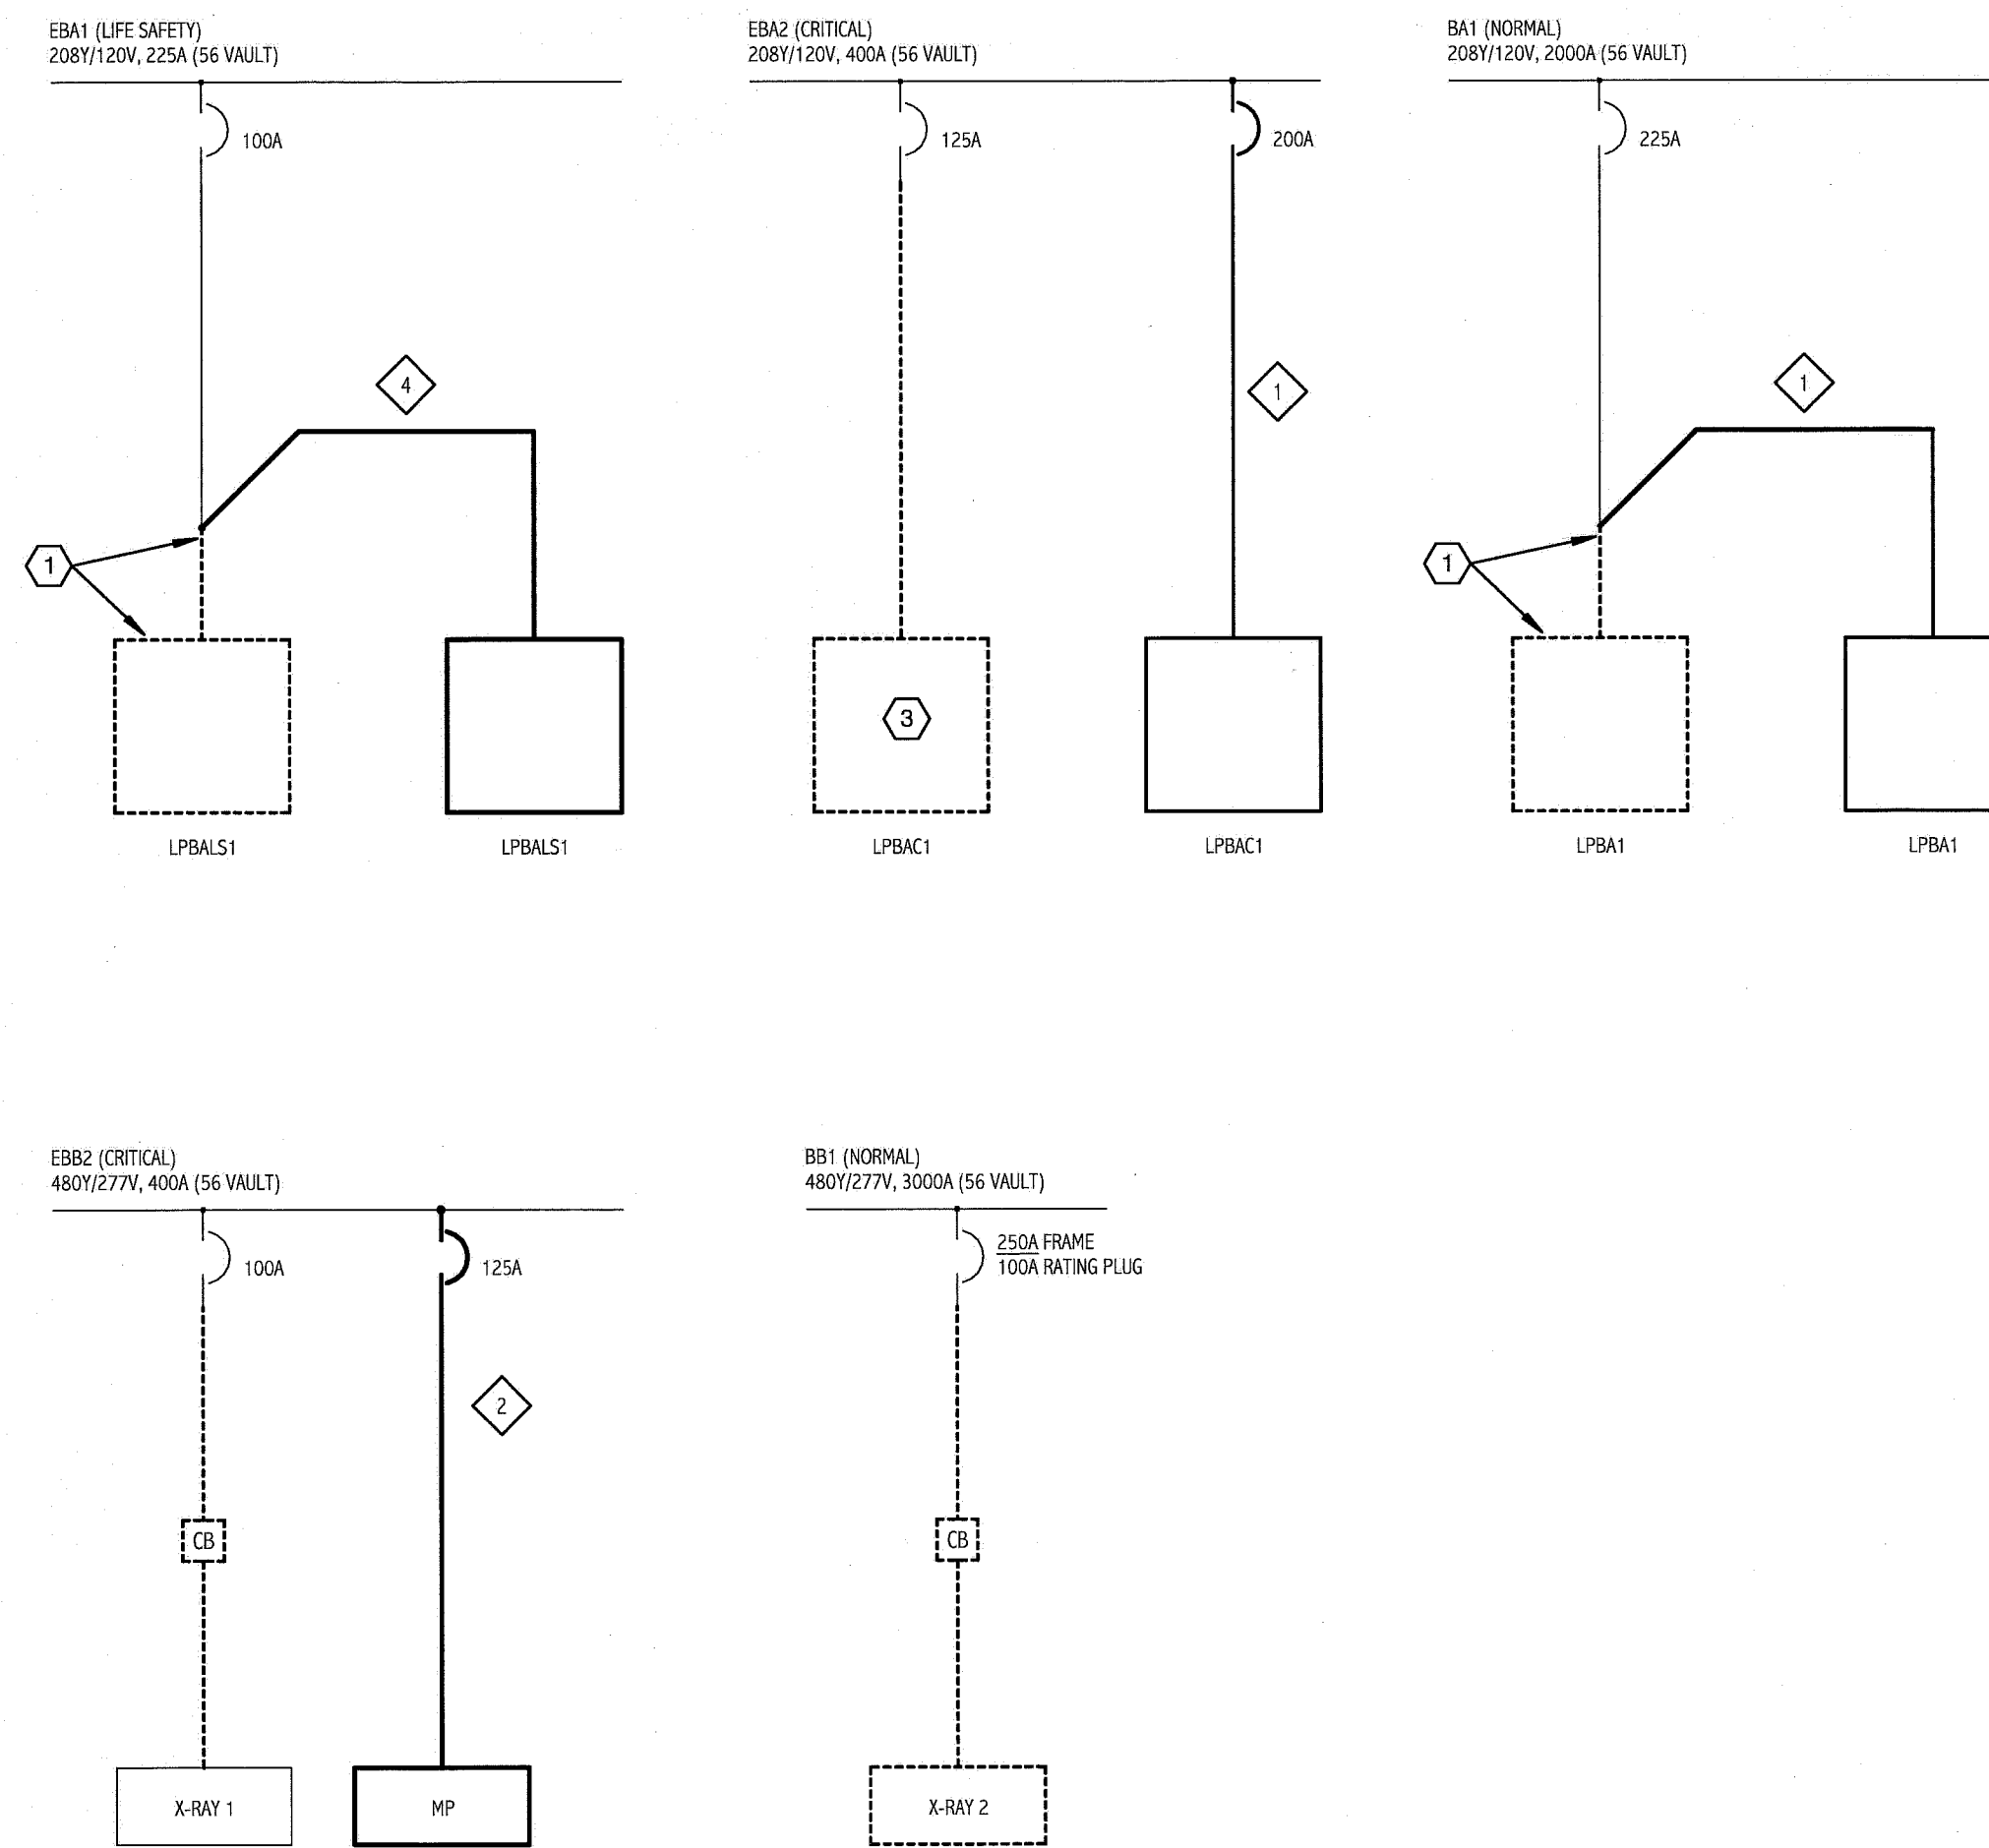 EBA1 (LIFE SAFETY)
208Y/120V, 225A (56 VAULT)
100A
4
1
LPBALS1
LPBALS1
EBA2 (CRITICAL)
208Y/120V, 400A (56 VAULT)
125A
200A
1
3
LPBAC1
LPBAC1
BA1 (NORMAL)
208Y/120V, 2000A (56 VAULT)
225A
1
1
LPBA1
LPBA1
EBB2 (CRITICAL)
480Y/277V, 400A (56 VAULT)
100A
125A
2
CB
X-RAY 1
MP
BB1 (NORMAL)
480Y/277V, 3000A (56 VAULT)
250A FRAME
100A RATING PLUG
CB
X-RAY 2